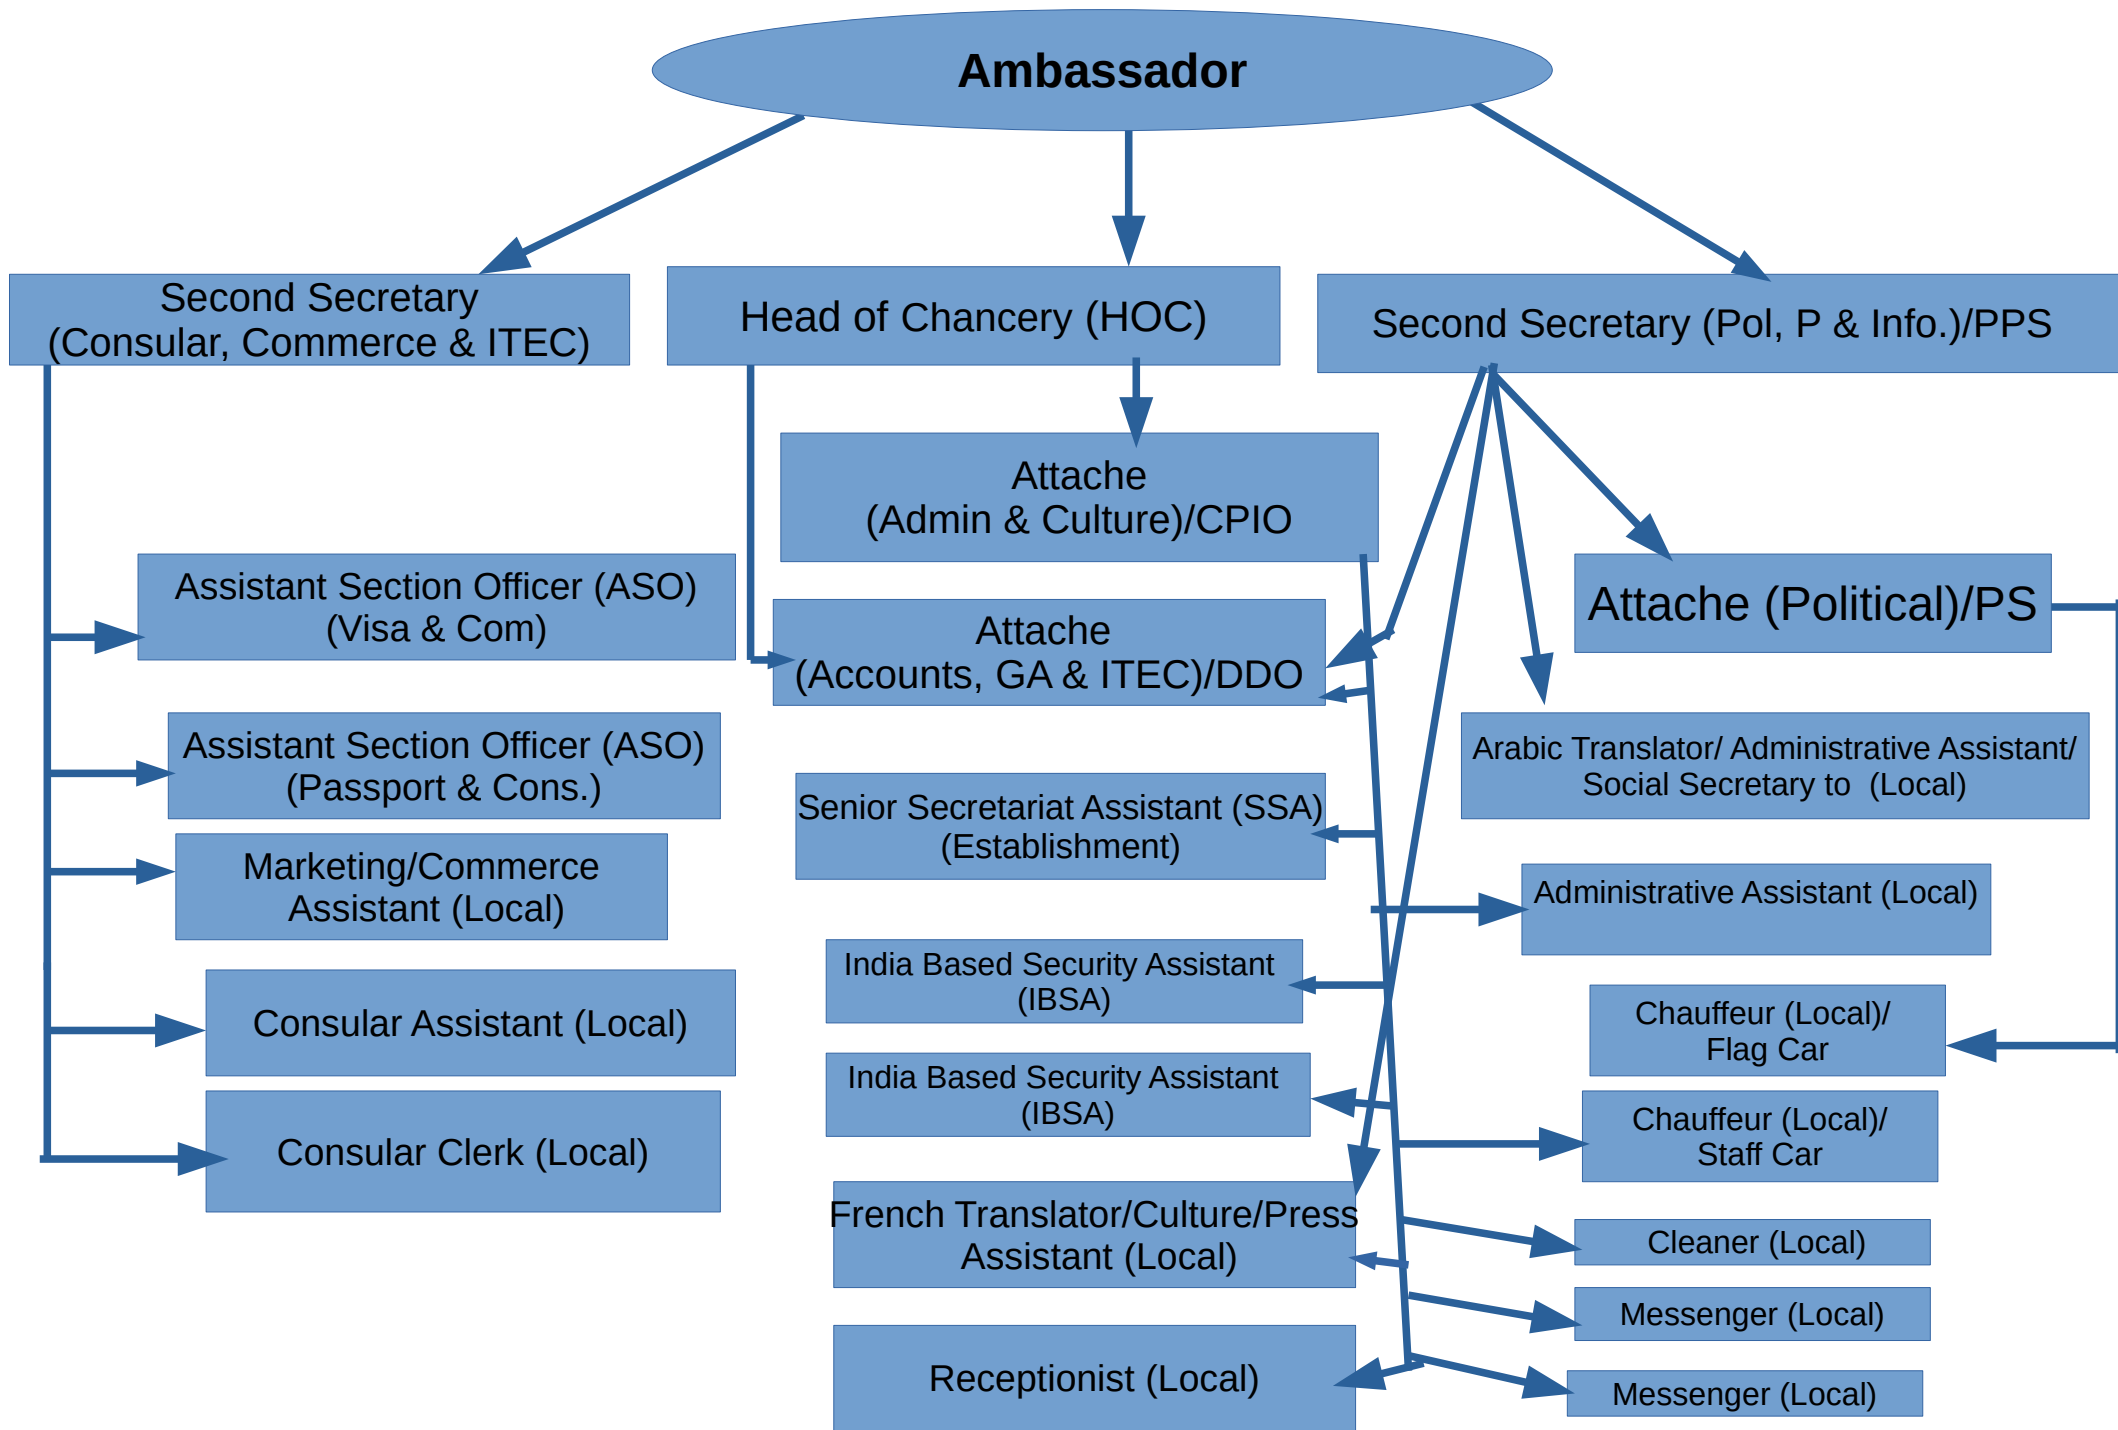 Ambassador
Second Secretary
(Consular, Commerce & ITEC)
Head of Chancery (HOC)
Second Secretary (Pol, P & Info.)/PPS
Attache
(Admin & Culture)/CPIO
Assistant Section Officer (ASO)
(Visa & Com)
Attache
(Accounts, GA & ITEC)/DDO
Attache (Political)/PS
Assistant Section Officer (ASO)
(Passport & Cons.)
Senior Secretariat Assistant (SSA)
(Establishment)
Arabic Translator/ Administrative Assistant/
Social Secretary to  (Local)
Marketing/Commerce
Assistant (Local)
Administrative Assistant (Local)
India Based Security Assistant
(IBSA)
Consular Assistant (Local)
Chauffeur (Local)/
Flag Car
India Based Security Assistant
(IBSA)
Consular Clerk (Local)
Chauffeur (Local)/
Staff Car
French Translator/Culture/Press
Assistant (Local)
Cleaner (Local)
Messenger (Local)
Receptionist (Local)
Messenger (Local)